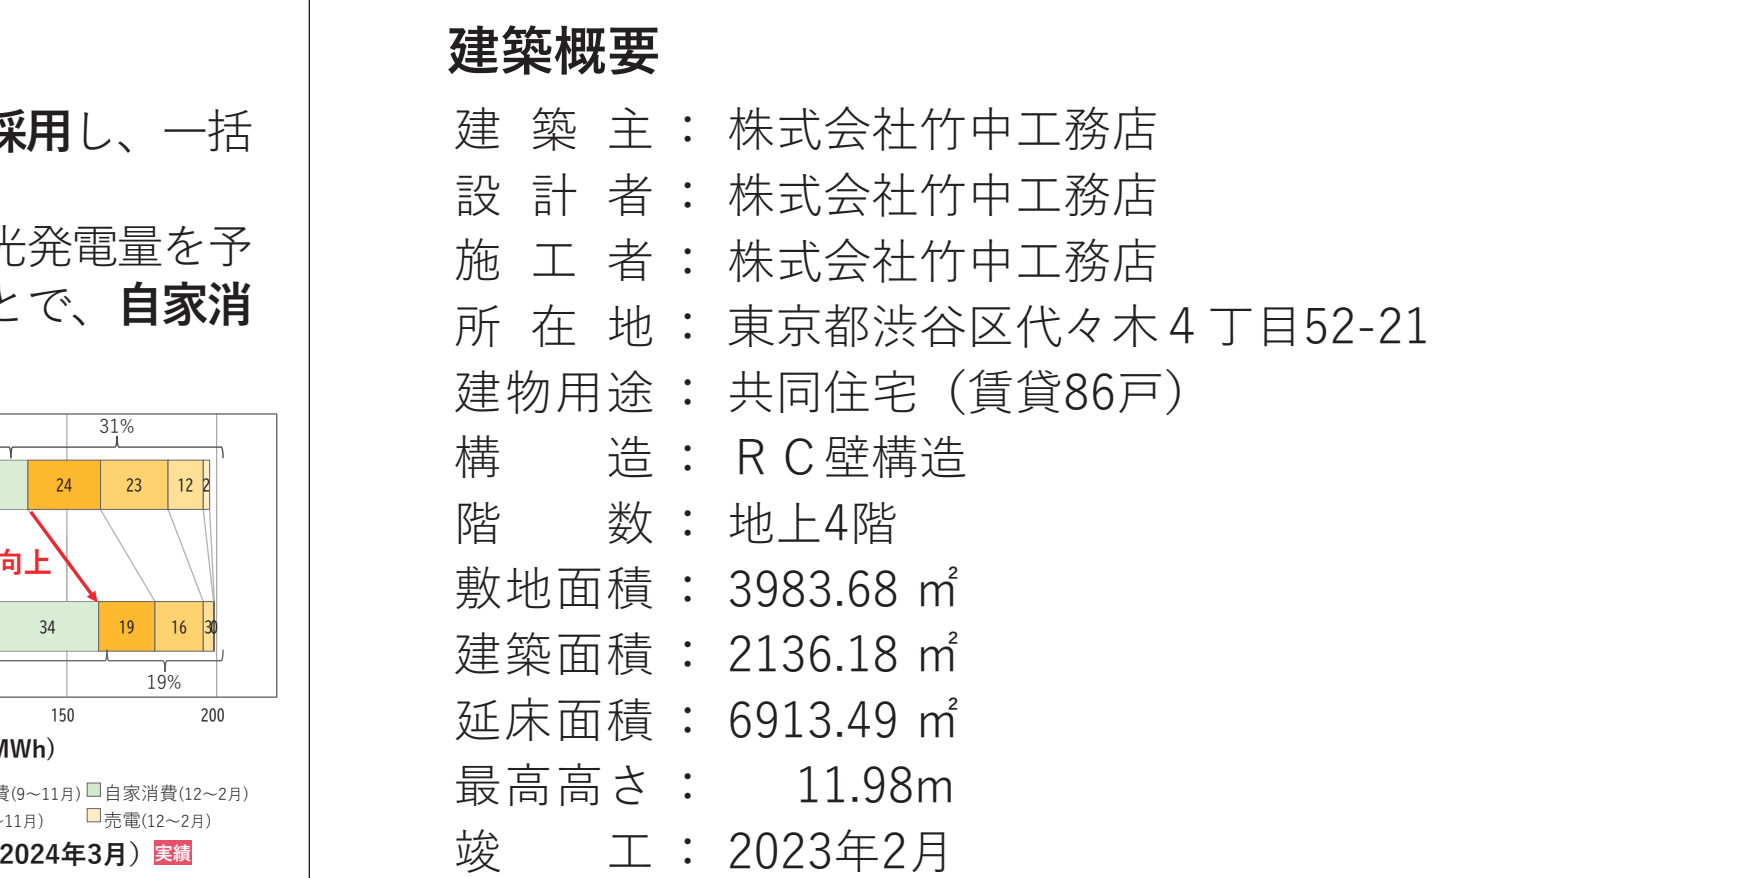 採用し、一括
光発電量を予
とで、自家消
31%
24 23 12 2
向上
34 19 16 3 0
19%
150 200
MWh)
費(9~11月) 自家消費(12~2月)
~11月) 売電(12~2月)
2024年3月) 実績
建築概要
建築主：株式会社竹中工務店
設計者：株式会社竹中工務店
施工者：株式会社竹中工務店
所在地：東京都渋谷区代々木４丁目52-21
建物用途：共同住宅（賃貸86戸）
構造：ＲＣ壁構造
階数：地上4階
敷地面積：3983.68 ㎡
建築面積：2136.18 ㎡
延床面積：6913.49 ㎡
最高高さ：11.98m
竣工：2023年2月